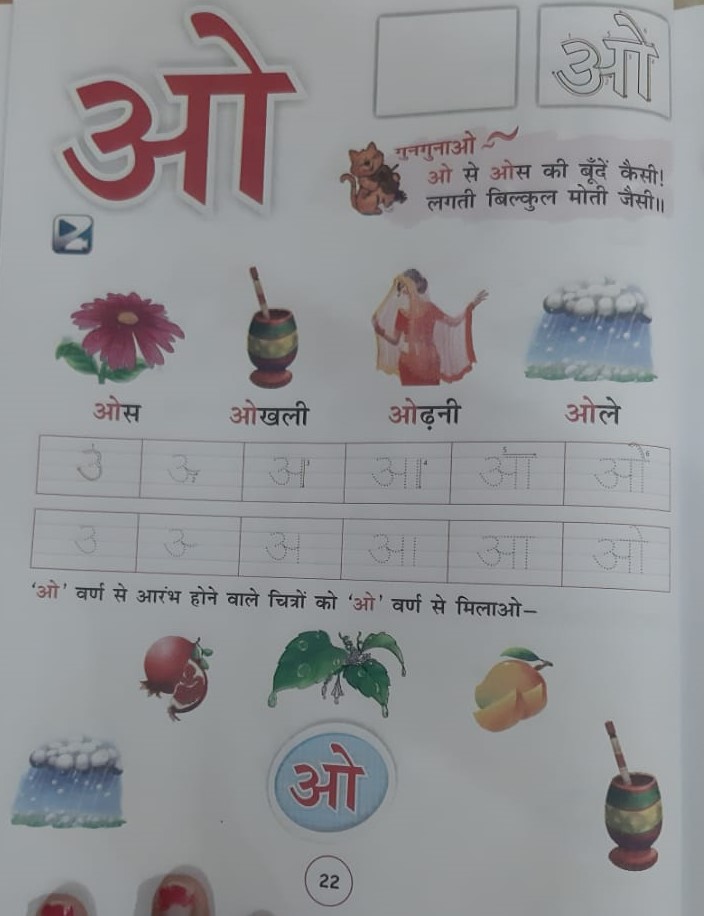 ओ
ओ
गुनगुनाओ
ओ से ओस की बूँदें कैसी!
लगती बिल्कुल मोती जैसी॥
ओस ओखली ओढ़नी ओले
उ अ अ आ आ ओ
उ अ अ आ आ ओ
‘ओ’ वर्ण से आरंभ होने वाले चित्रों को ‘ओ’ वर्ण से मिलाओ–
ओ
22